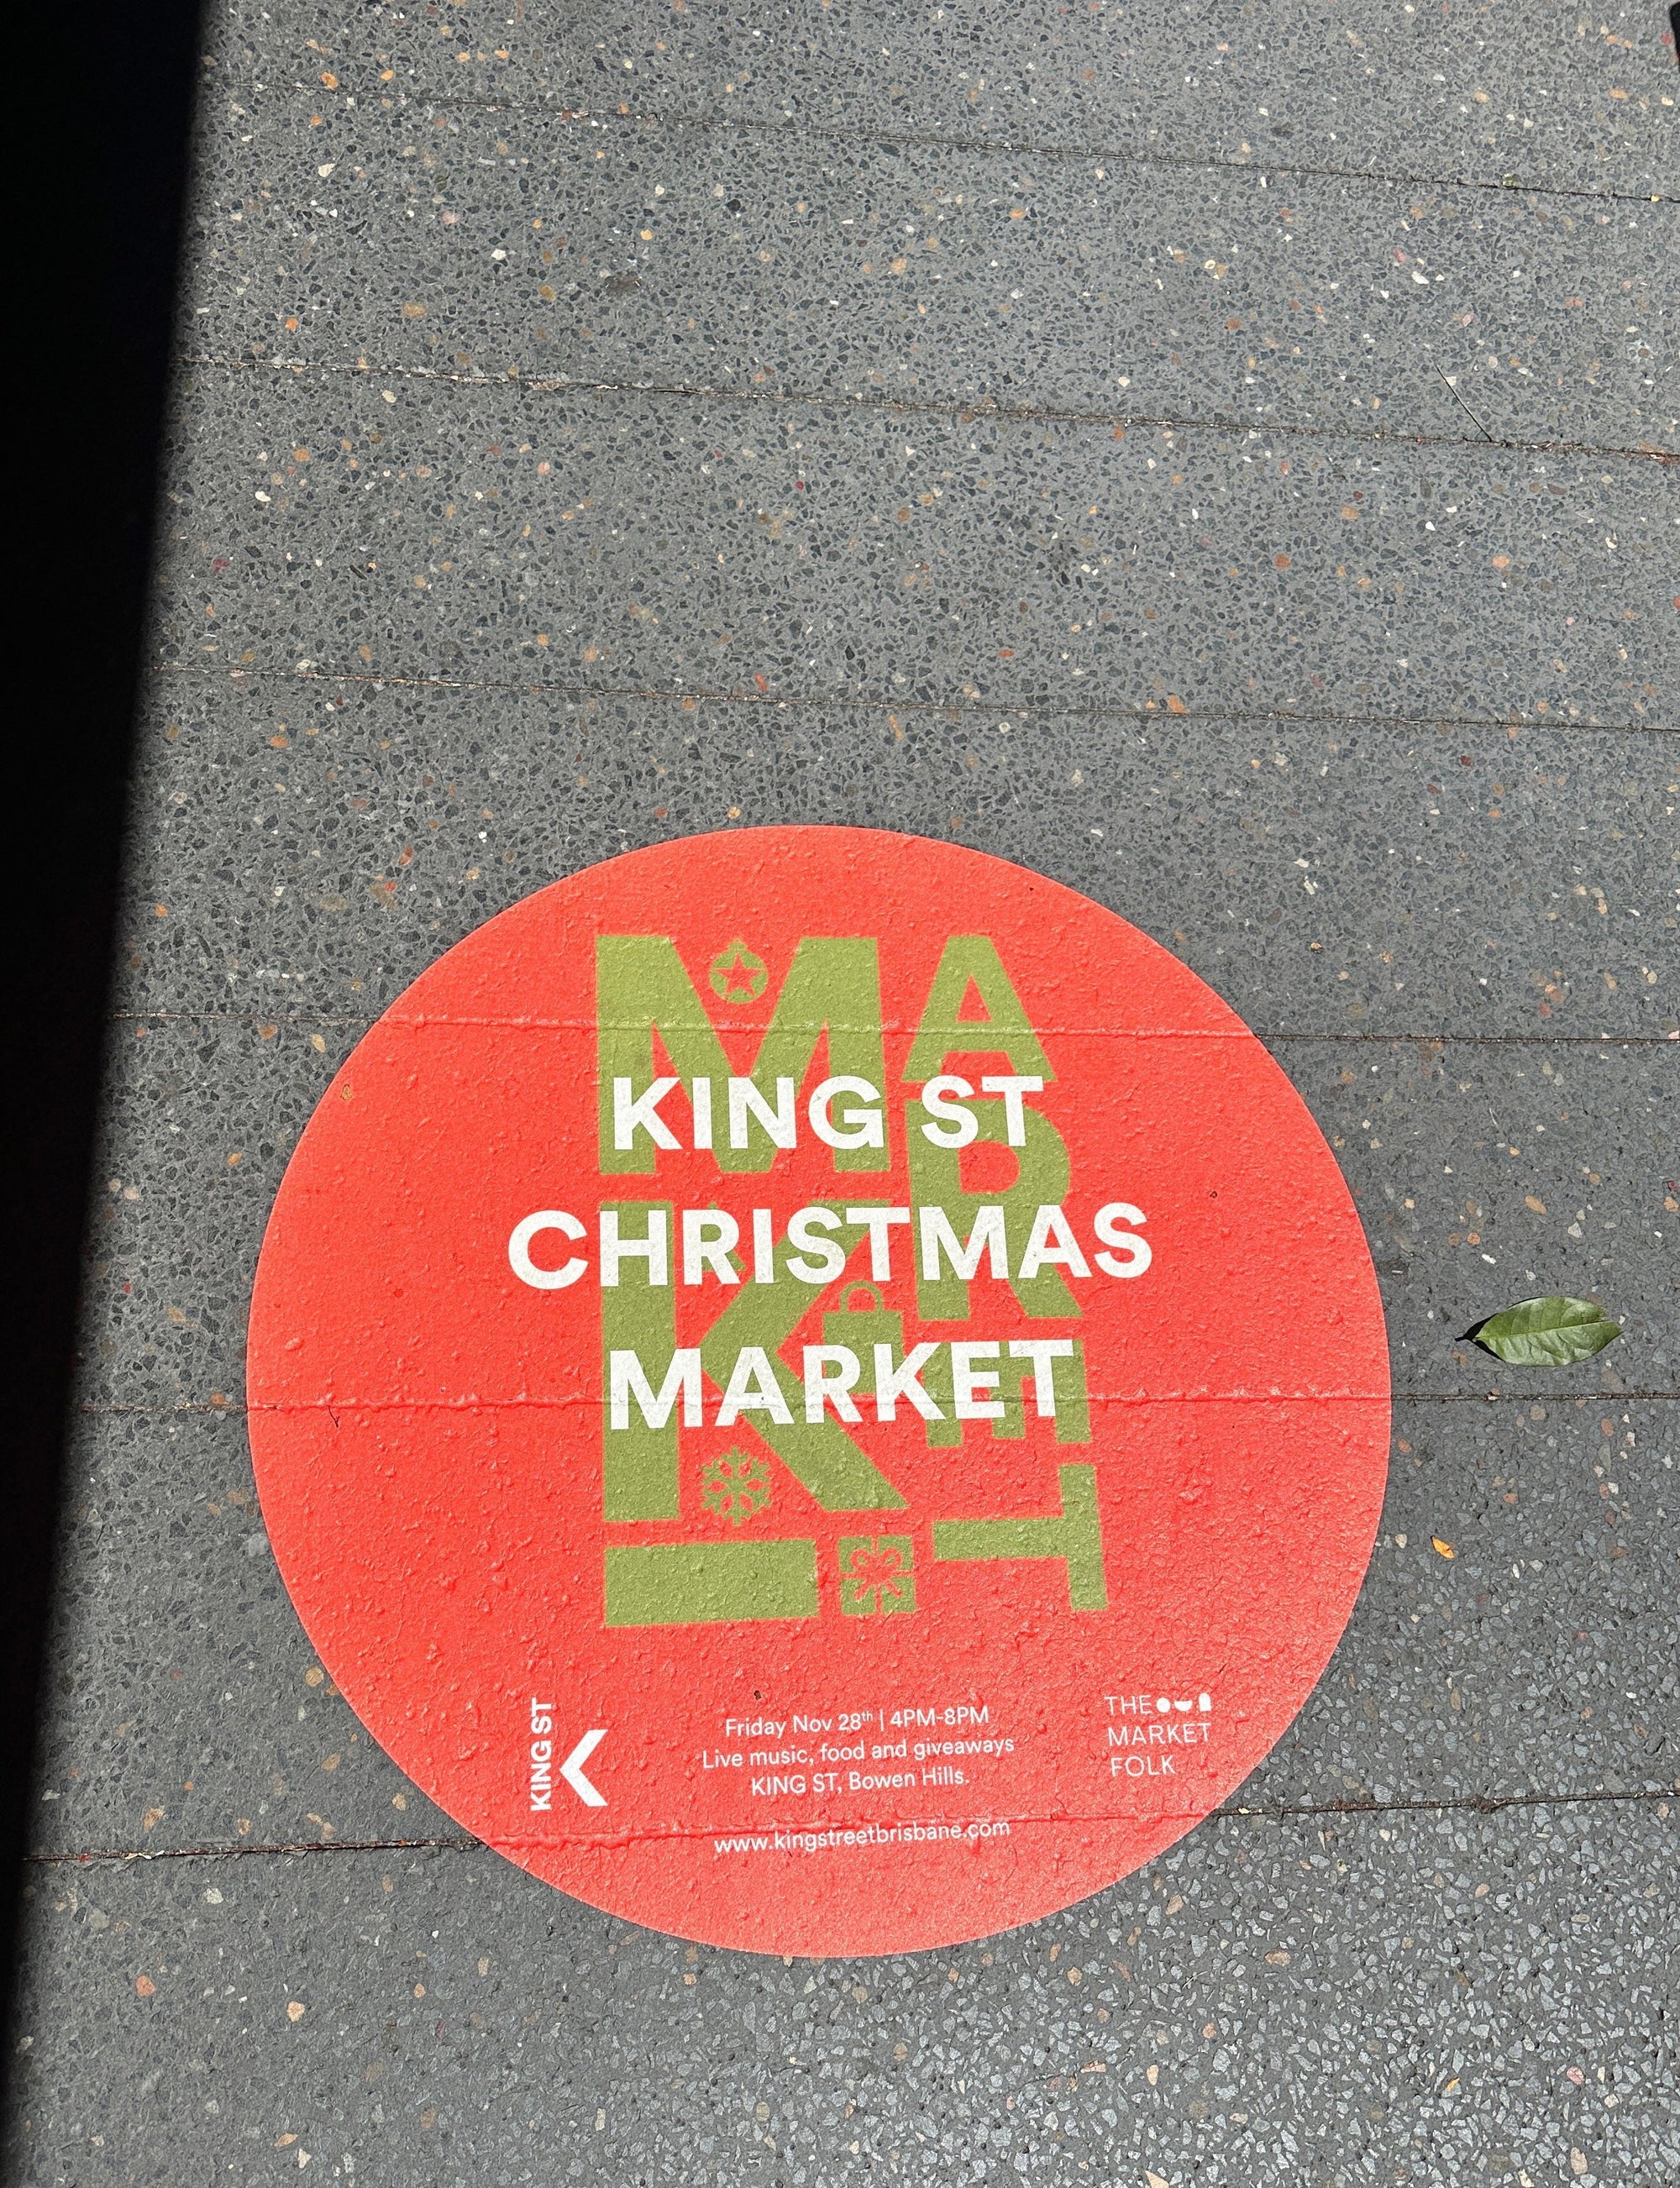 MARKET
KING ST
CHRISTMAS
MARKET
KING ST
Friday Nov 28th | 4PM-8PM
Live music, food and giveaways
KING ST, Bowen Hills.
www.kingstreetbrisbane.com
THE
MARKET
FOLK